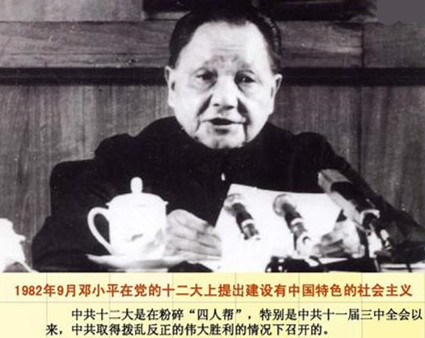 1982年9月邓小平在党的十二大上提出建设有中国特色的社会主义
中共十二大是在粉碎“四人帮”，特别是中共十一届三中全会以
来，中共取得拨乱反正的伟大胜利的情况下召开的。